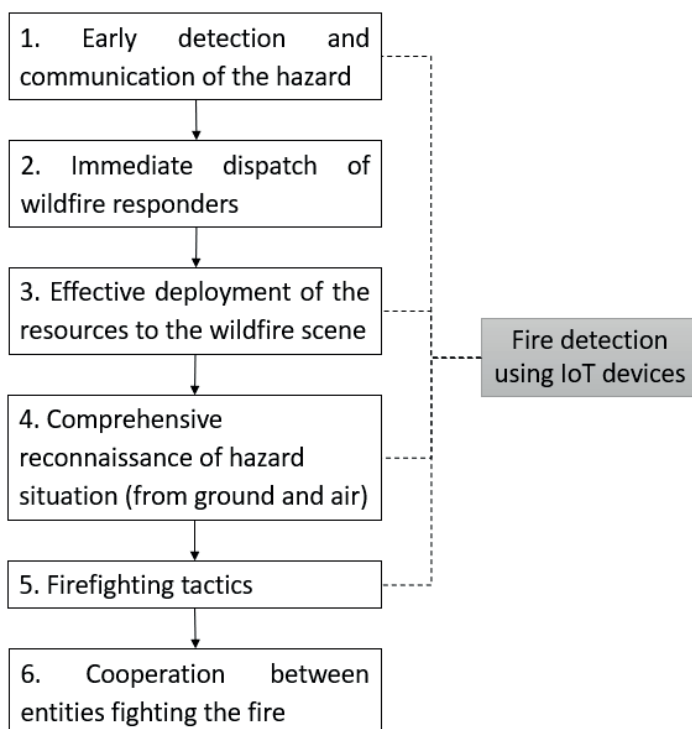 1. Early detection and
communication of the hazard
2. Immediate dispatch of
wildfire responders
3. Effective deployment of the
resources to the wildfire scene
Fire detection
using IoT devices
4. Comprehensive
reconnaissance of hazard
situation (from ground and air)
5. Firefighting tactics
6. Cooperation between
entities fighting the fire